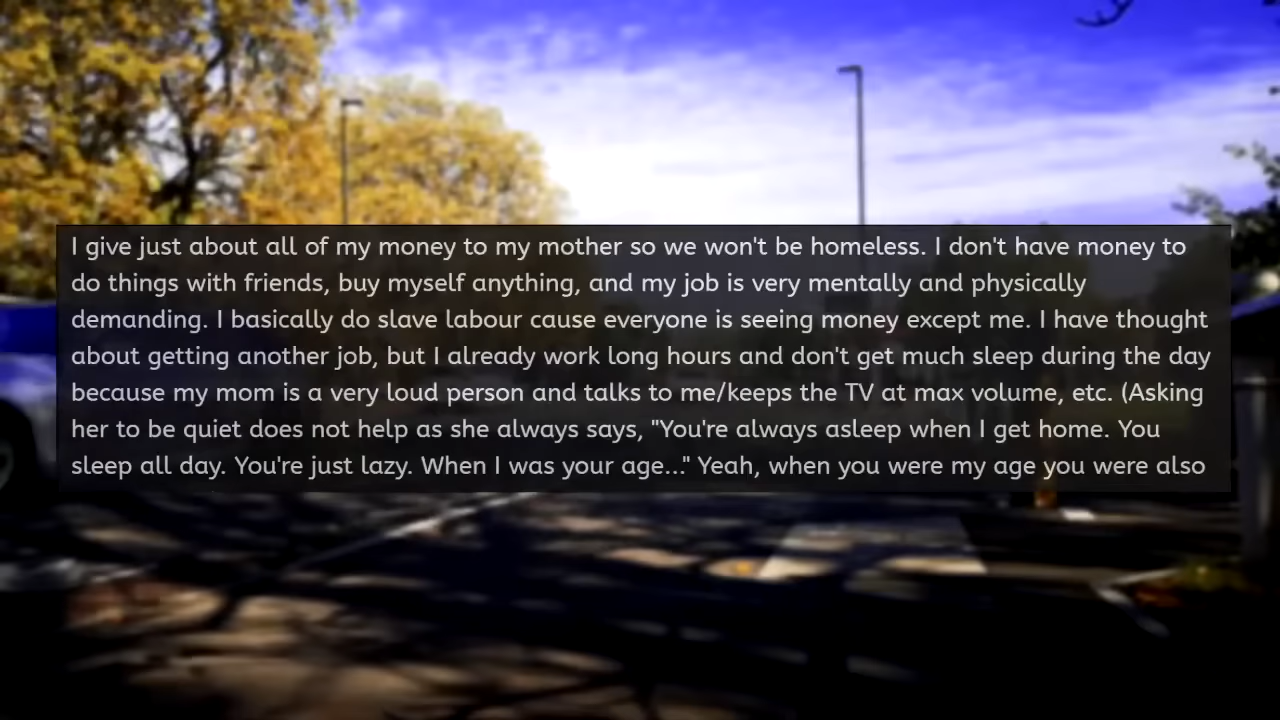 I give just about all of my money to my mother so we won't be homeless. I don't have money to
do things with friends, buy myself anything, and my job is very mentally and physically
demanding. I basically do slave labour cause everyone is seeing money except me. I have thought
about getting another job, but I already work long hours and don't get much sleep during the day
because my mom is a very loud person and talks to me/keeps the TV at max volume, etc. (Asking
her to be quiet does not help as she always says, "You're always asleep when I get home. You
sleep all day. You're just lazy. When I was your age..." Yeah, when you were my age you were also